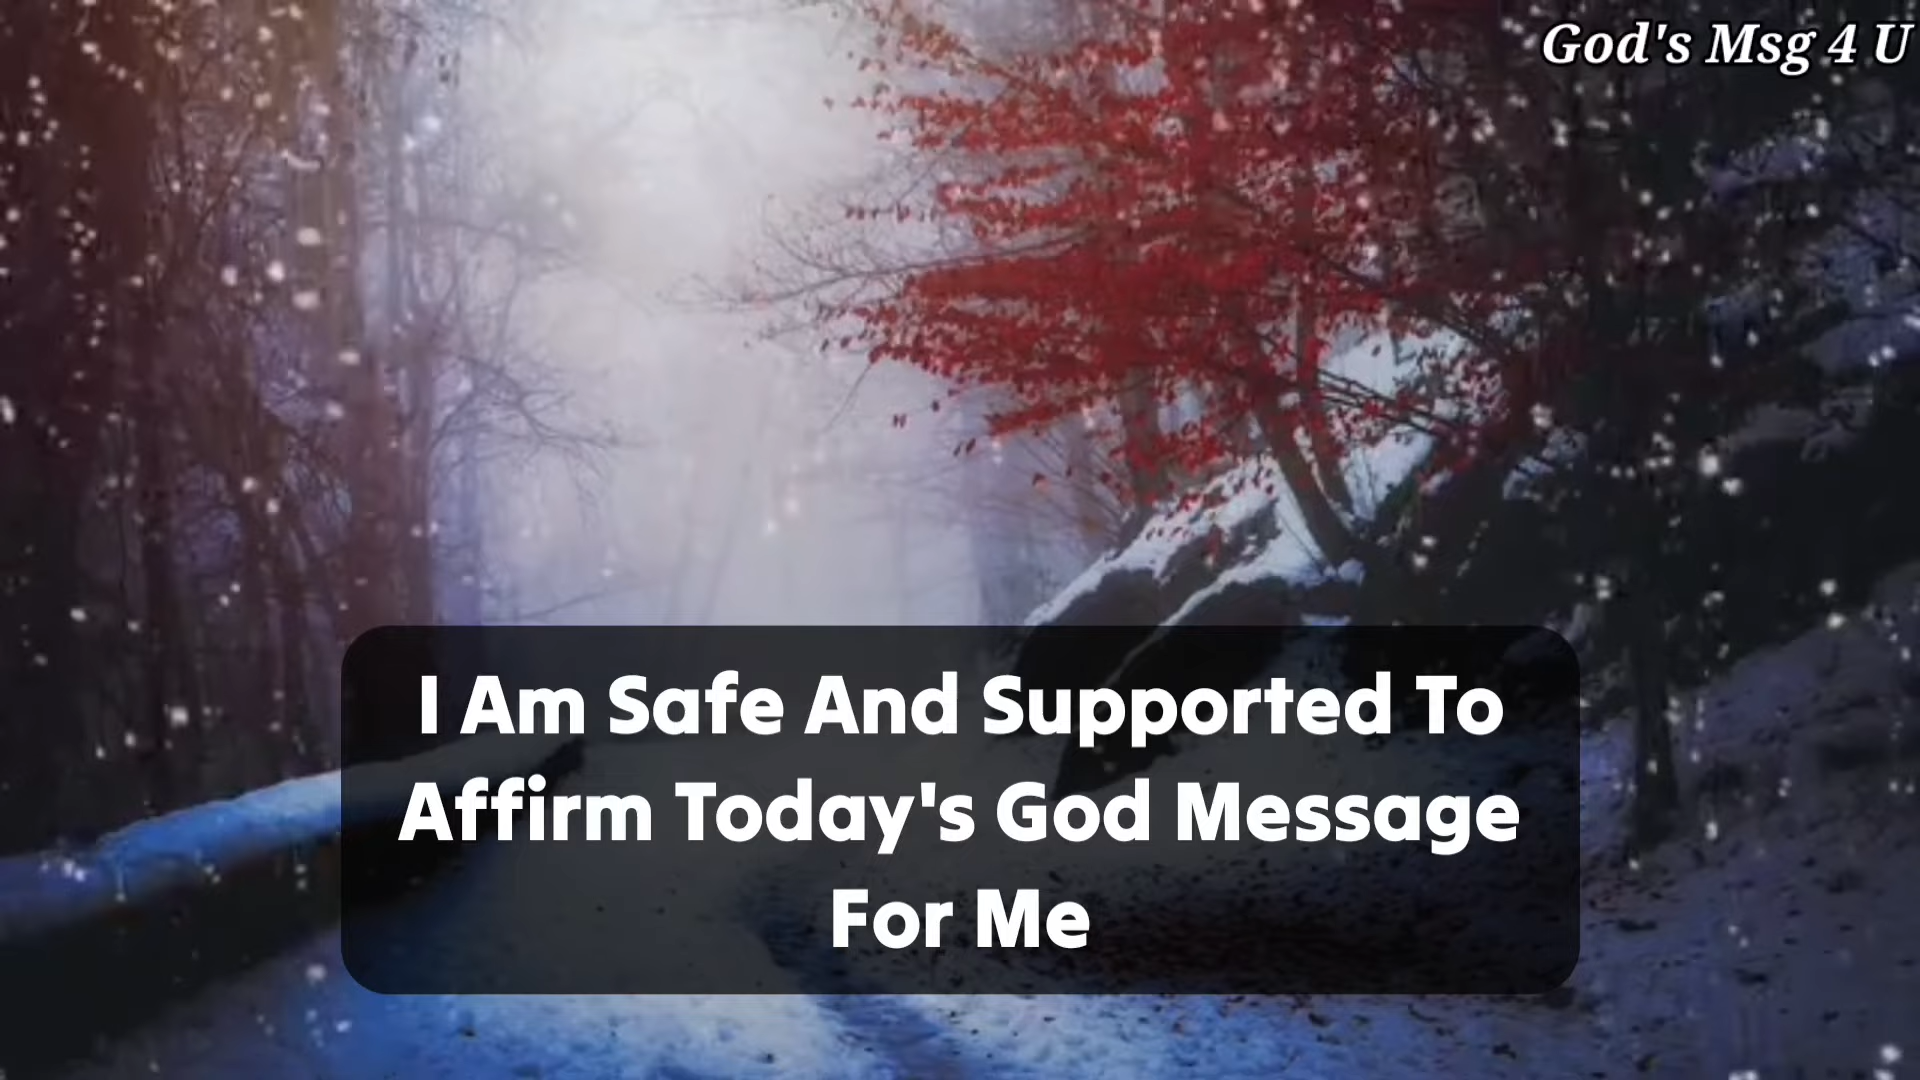 God's Msg 4 U
I Am Safe And Supported To
Affirm Today's God Message
For Me